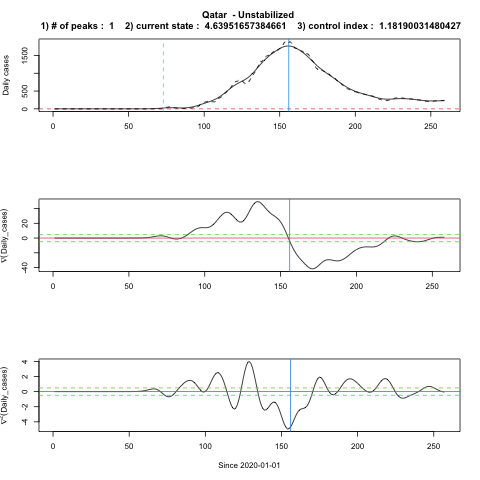 Qatar - Unstabilized
1) # of peaks : 1 2) current state : 4.63951657384661 3) control index : 1.18190031480427
Daily cases
0 500 1500
0 50 100 150 200 250
∇(Daily_cases)
-40 0 20
0 50 100 150 200 250
∇²(Daily_cases)
-4 -2 0 2 4
0 50 100 150 200 250
Since 2020-01-01